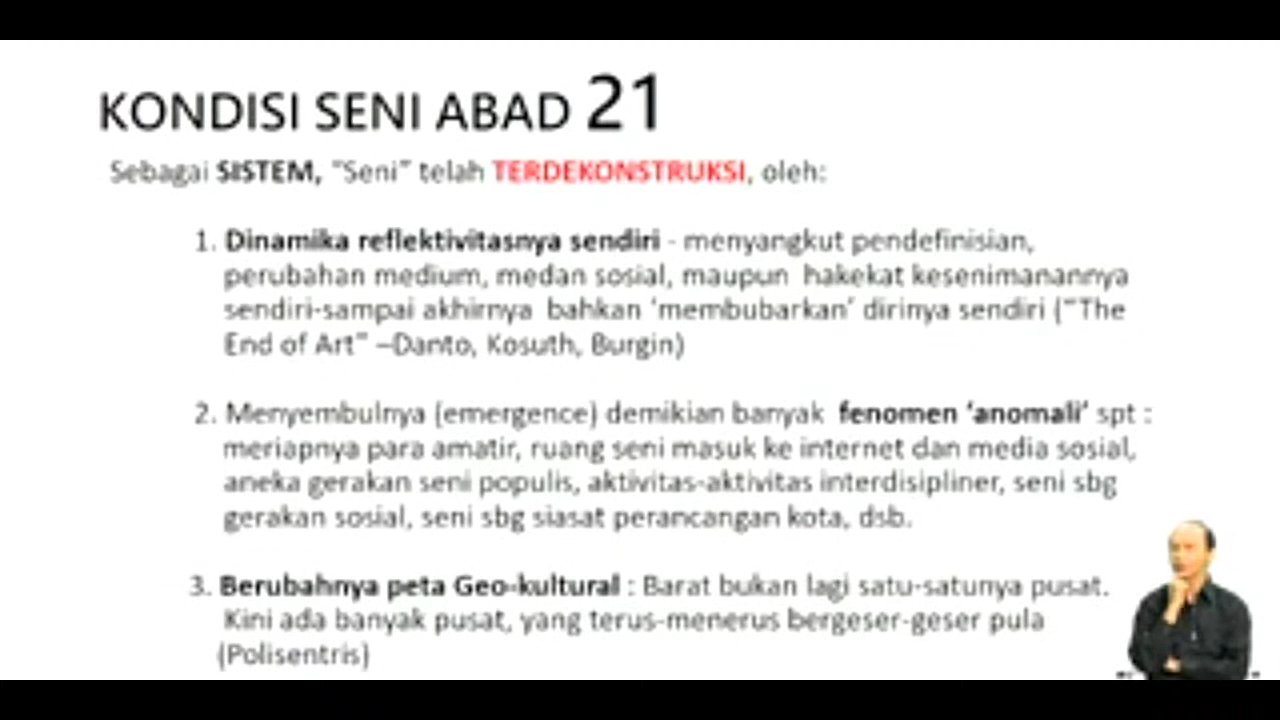 KONDISI SENI ABAD 21
Sebagai SISTEM, "Seni" telah TERDEKONSTRUKSI, oleh:
1. Dinamika reflektivitasnya sendiri - menyangkut pendefinisian,
perubahan medium, medan sosial, maupun hakekat kesenimanannya
sendiri-sampai akhirnya bahkan 'membubarkan' dirinya sendiri ("The
End of Art" –Danto, Kosuth, Burgin)
2. Menyembulnya (emergence) demikian banyak fenomen 'anomali' spt :
meriapnya para amatir, ruang seni masuk ke internet dan media sosial,
aneka gerakan seni populis, aktivitas-aktivitas interdisipliner, seni sbg
gerakan sosial, seni sbg siasat perancangan kota, dsb.
3. Berubahnya peta Geo-kultural : Barat bukan lagi satu-satunya pusat.
Kini ada banyak pusat, yang terus-menerus bergeser-geser pula
(Polisentris)